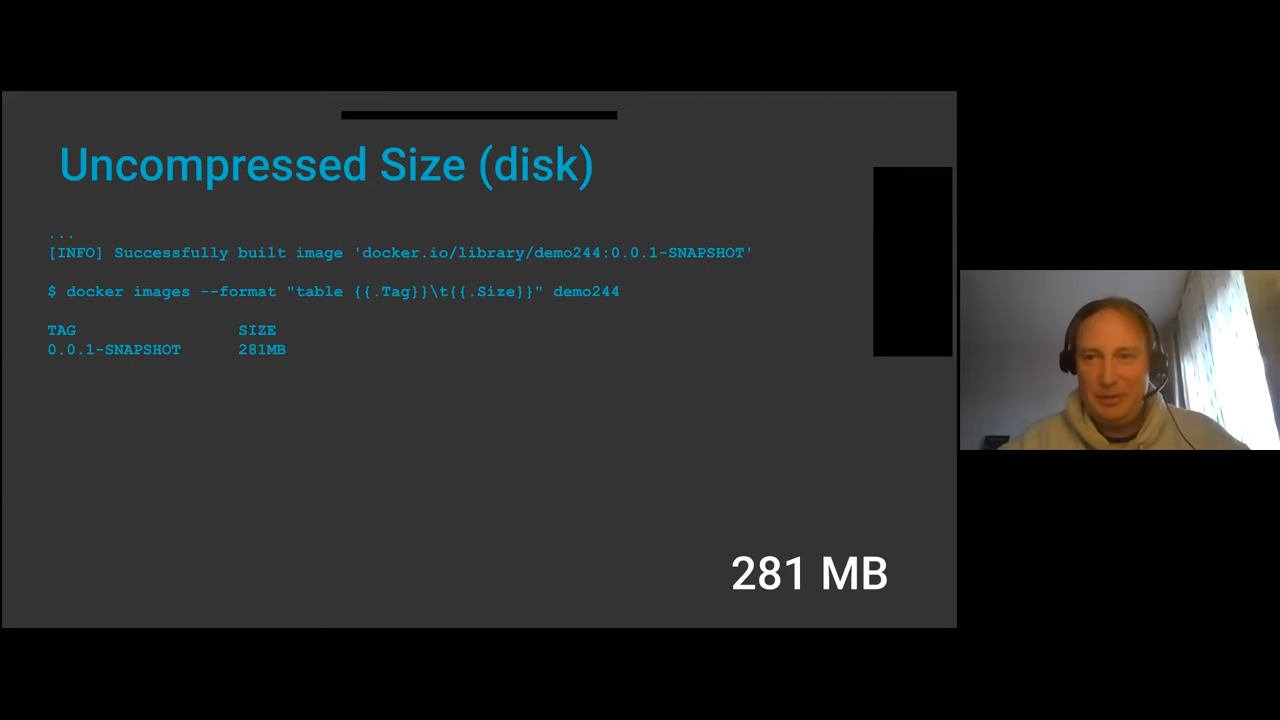 Uncompressed Size (disk)
...
[INFO] Successfully built image 'docker.io/library/demo244:0.0.1-SNAPSHOT'
$ docker images --format "table {{.Tag}}\t{{.Size}}" demo244
TAG SIZE
0.0.1-SNAPSHOT 281MB
281 MB